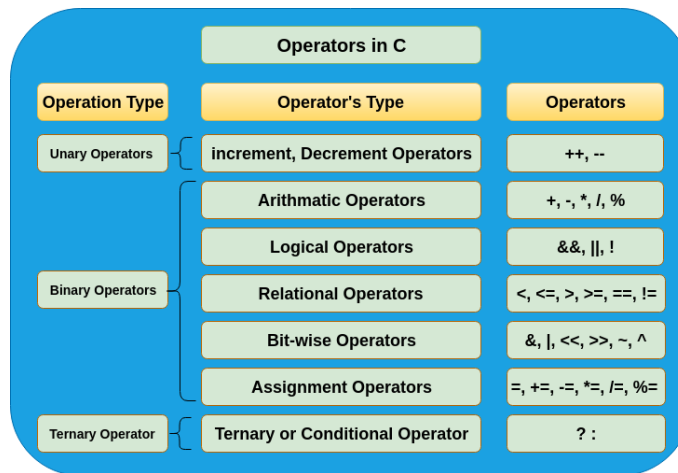 Operators in C
Operation Type
Operator's Type
Operators
Unary Operators
increment, Decrement Operators
++, --
Arithmatic Operators
+, -, *, /, %
Logical Operators
&&, ||, !
Binary Operators
Relational Operators
<, <=, >, >=, ==, !=
Bit-wise Operators
&, |, <<, >>, ~, ^
Assignment Operators
=, +=, -=, *=, /=, %=
Ternary Operator
Ternary or Conditional Operator
? :